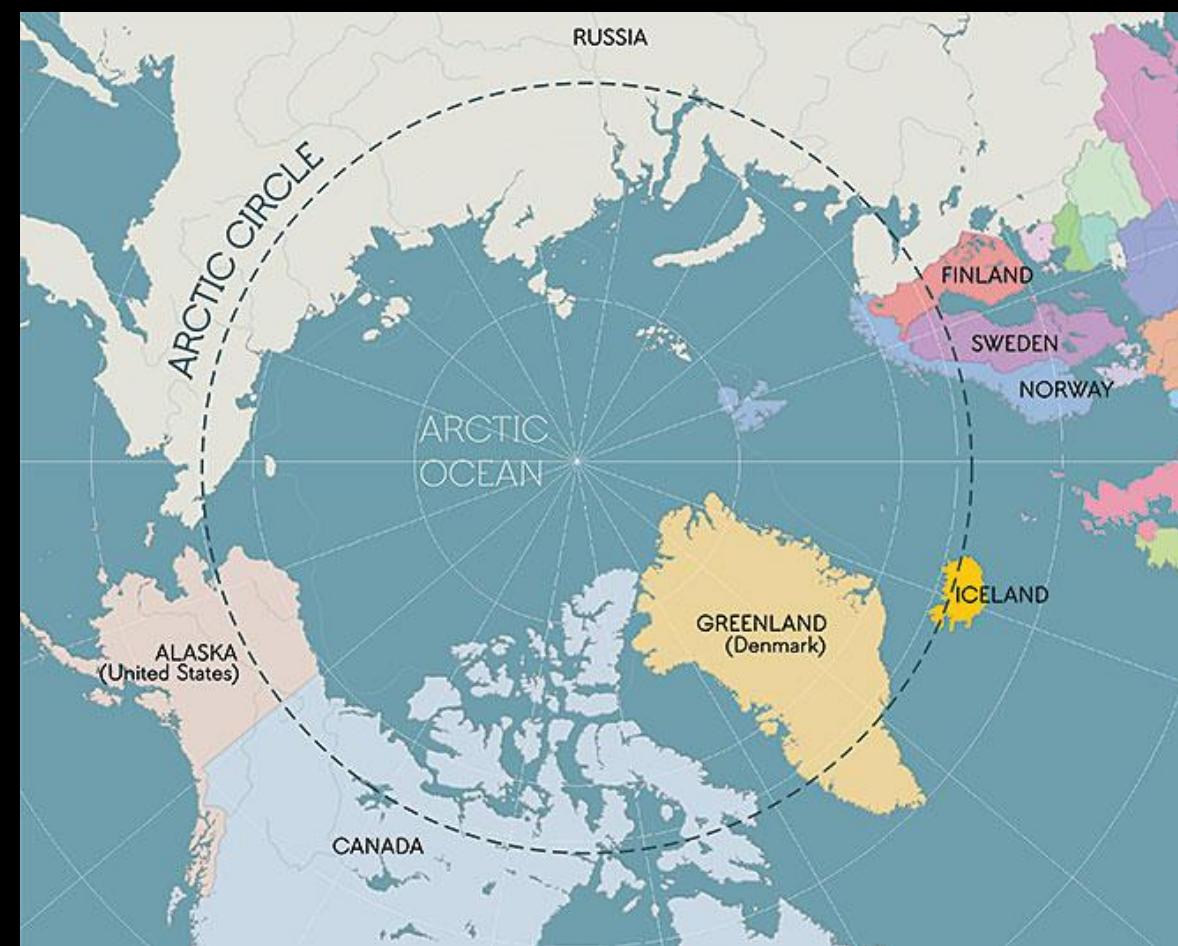 RUSSIA
ARCTIC CIRCLE
FINLAND
SWEDEN
NORWAY
ARCTIC
OCEAN
ICELAND
GREENLAND
(Denmark)
ALASKA
(United States)
CANADA